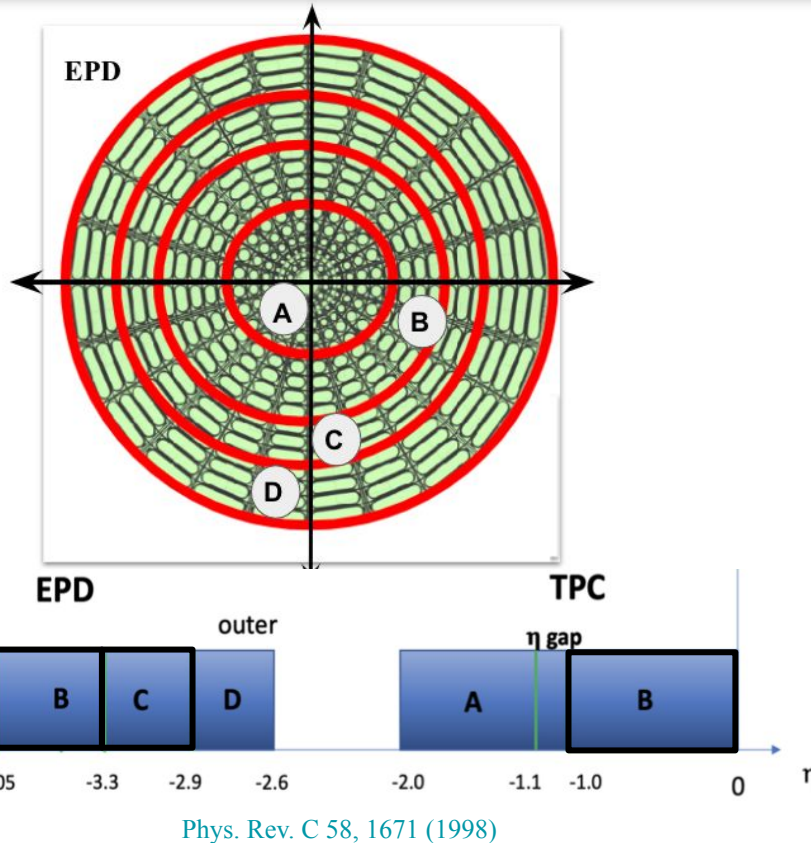 EPD
A
B
C
D
EPD
TPC
outer
η gap
B
C
D
A
B
05
-3.3
-2.9
-2.6
-2.0
-1.1
-1.0
0
η
Phys. Rev. C 58, 1671 (1998)